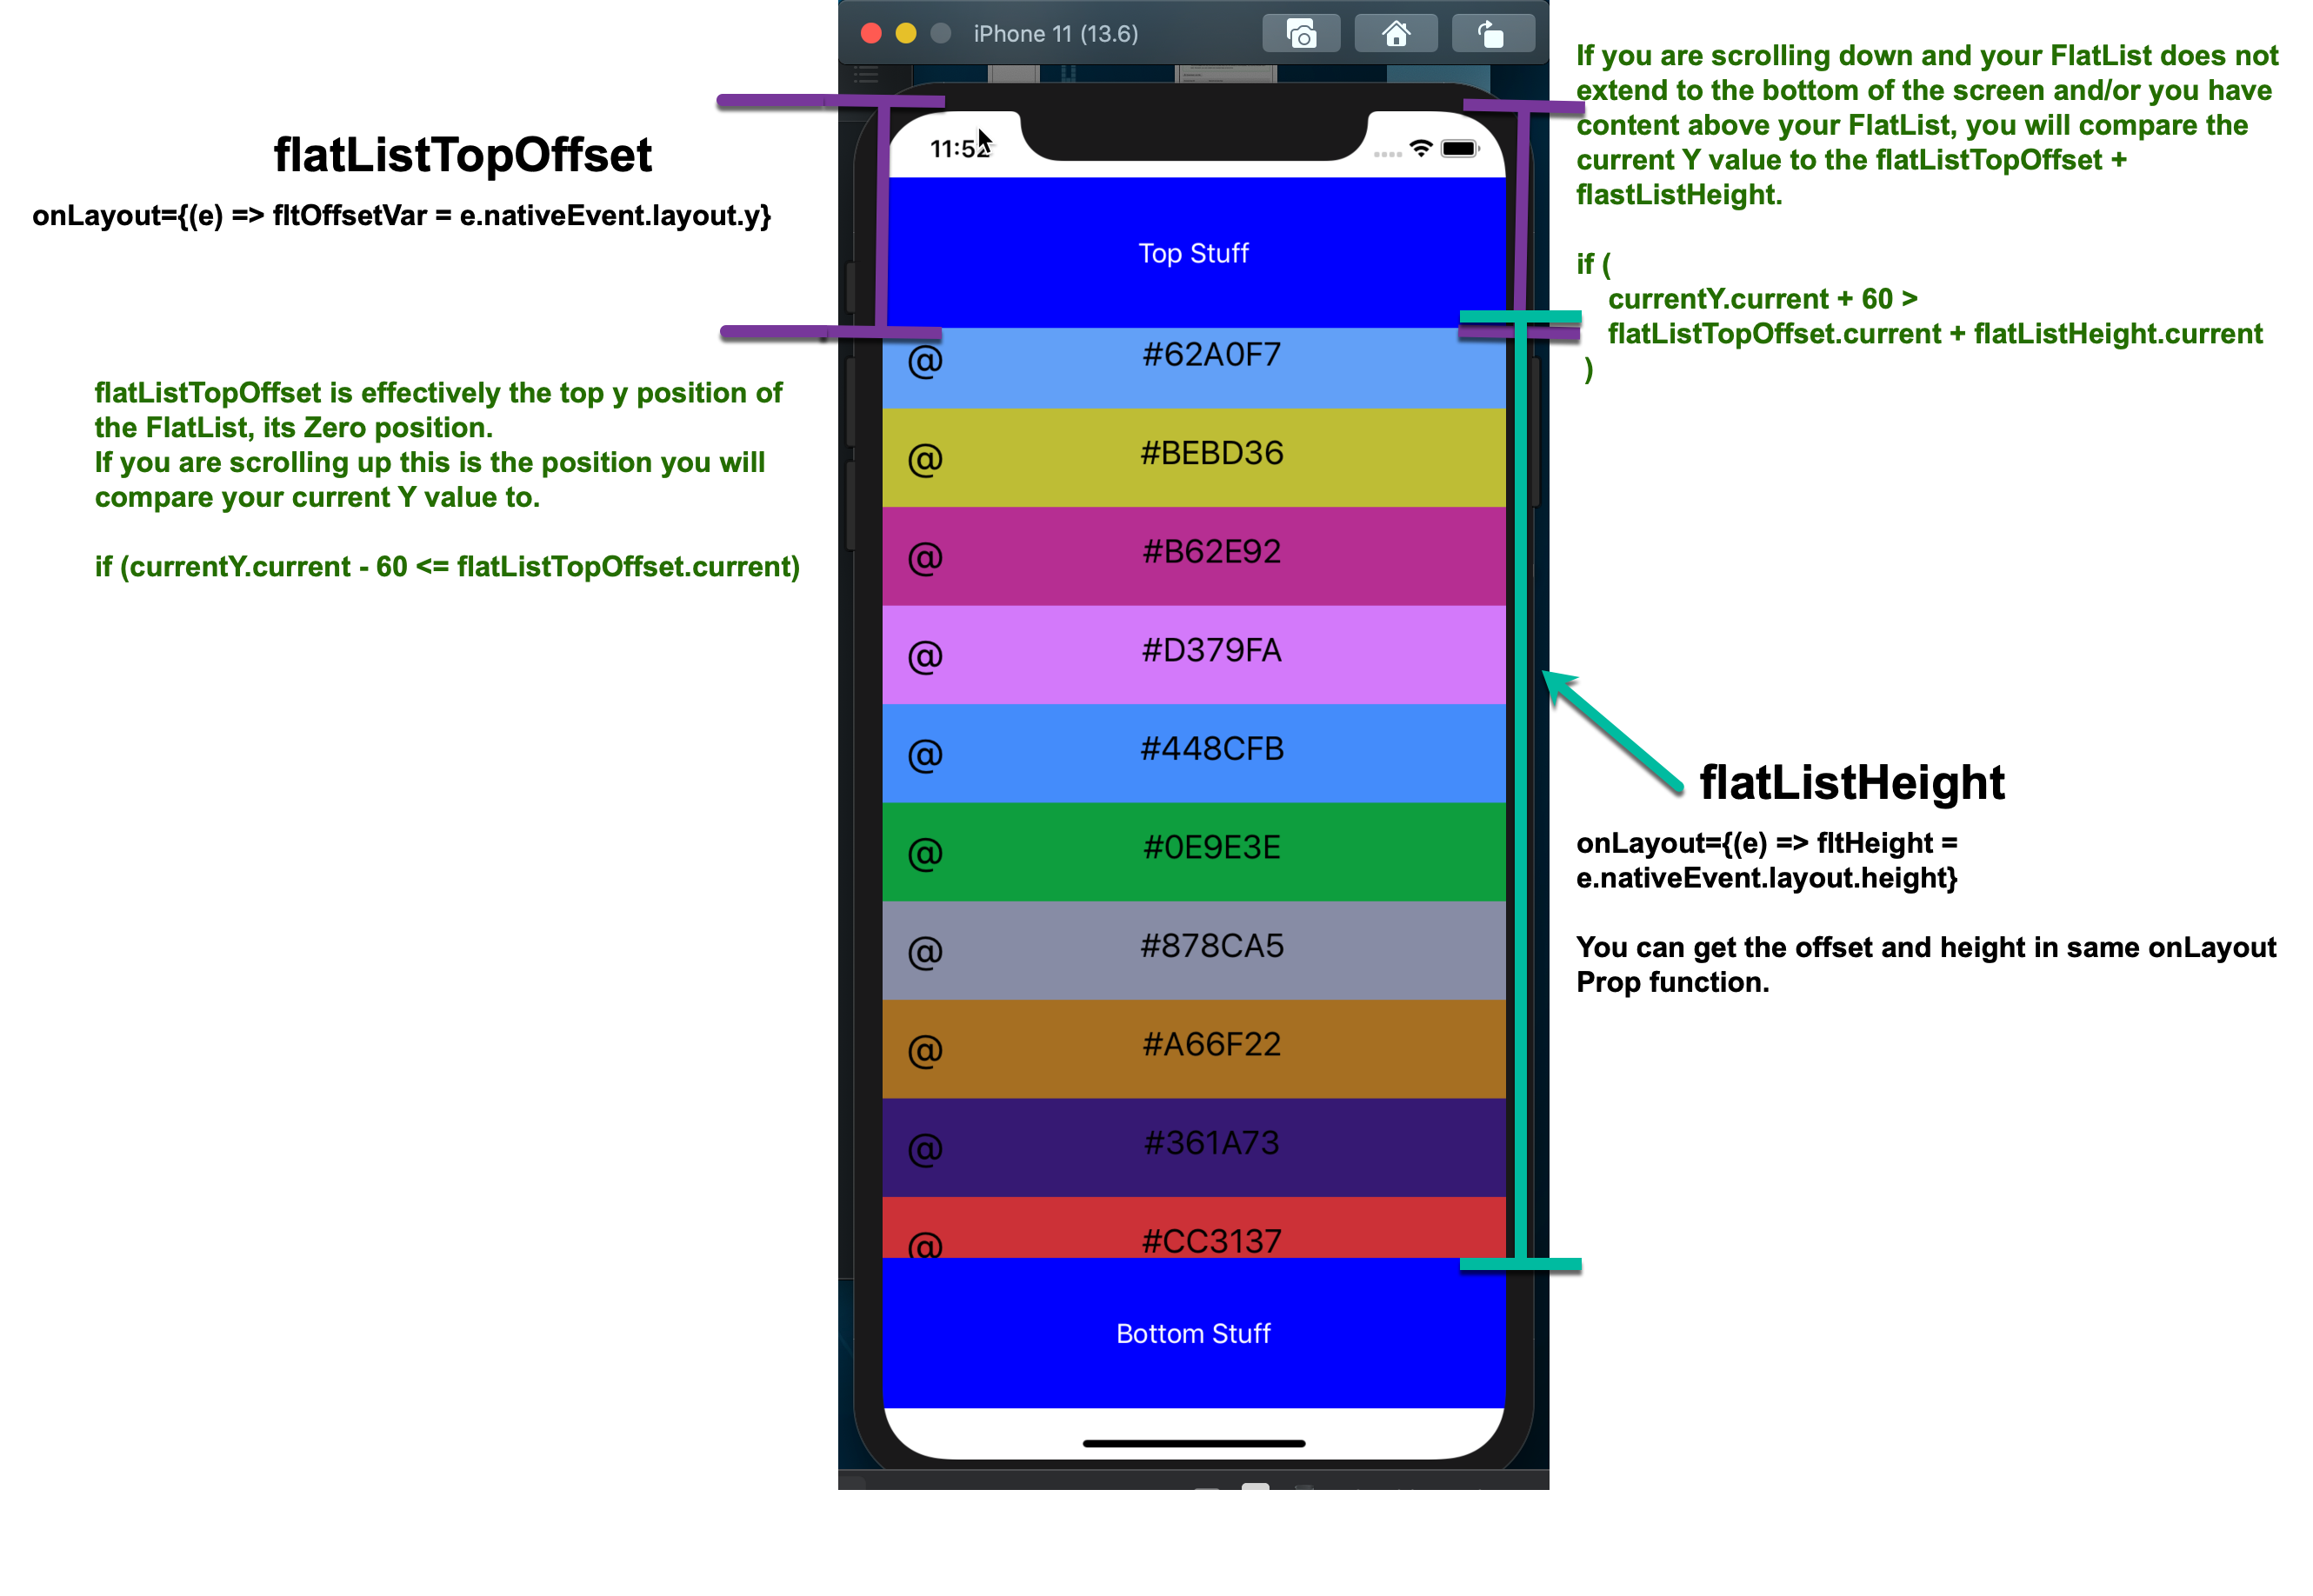 iPhone 11 (13.6)
flatListTopOffset
onLayout={(e) => fltOffsetVar = e.nativeEvent.layout.y}
flatListTopOffset is effectively the top y position of
the FlatList, its Zero position.
If you are scrolling up this is the position you will
compare your current Y value to.
if (currentY.current - 60 <= flatListTopOffset.current)
11:52
Top Stuff
@ #62A0F7
@ #BEBD36
@ #B62E92
@ #D379FA
@ #448CFB
@ #0E9E3E
@ #878CA5
@ #A66F22
@ #361A73
@ #CC3137
Bottom Stuff
If you are scrolling down and your FlatList does not
extend to the bottom of the screen and/or you have
content above your FlatList, you will compare the
current Y value to the flatListTopOffset +
flastListHeight.
if (
currentY.current + 60 >
flatListTopOffset.current + flatListHeight.current
)
flatListHeight
onLayout={(e) => fltHeight =
e.nativeEvent.layout.height}
You can get the offset and height in same onLayout
Prop function.